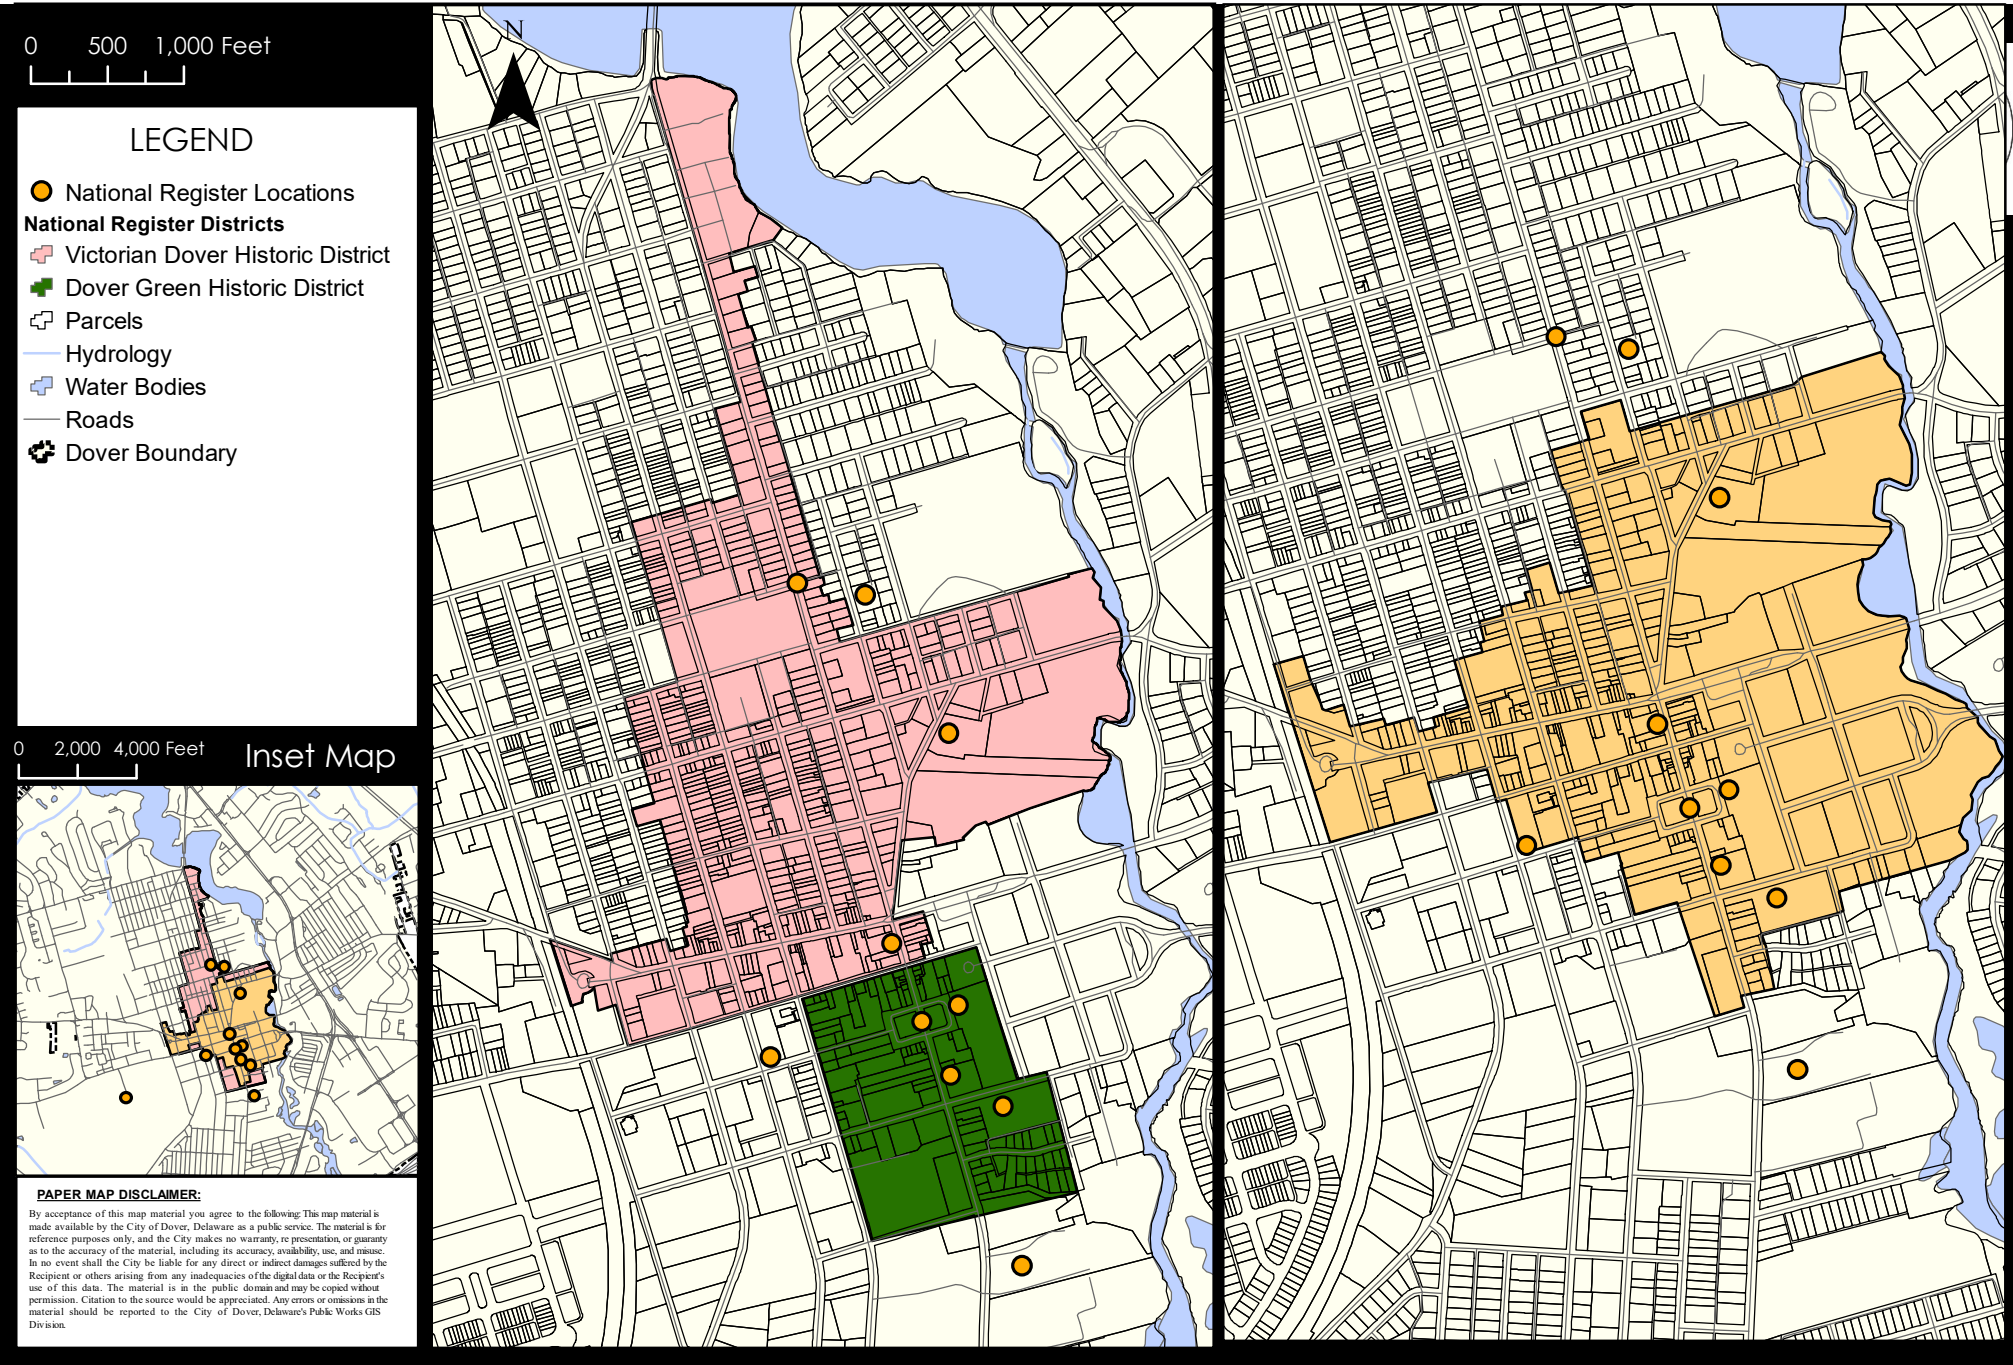 0 500 1,000 Feet
LEGEND
National Register Locations
National Register Districts
Victorian Dover Historic District
Dover Green Historic District
Parcels
Hydrology
Water Bodies
Roads
Dover Boundary
0 2,000 4,000 Feet
Inset Map
PAPER MAP DISCLAIMER:
By acceptance of this map material you agree to the following: This map material is
made available by the City of Dover, Delaware as a public service. The material is for
reference purposes only, and the City makes no warranty, re presentation, or guaranty
as to the accuracy of the material, including its accuracy, availability, use, and misuse.
In no event shall the City be liable for any direct or indirect damages suffered by the
Recipient or others arising from any inadequacies of the digital data or the Recipient's
use of this data. The material is in the public domain and may be copied without
permission. Citation to the source would be appreciated. Any errors or omissions in the
material should be reported to the City of Dover, Delaware's Public Works GIS
Division.
N